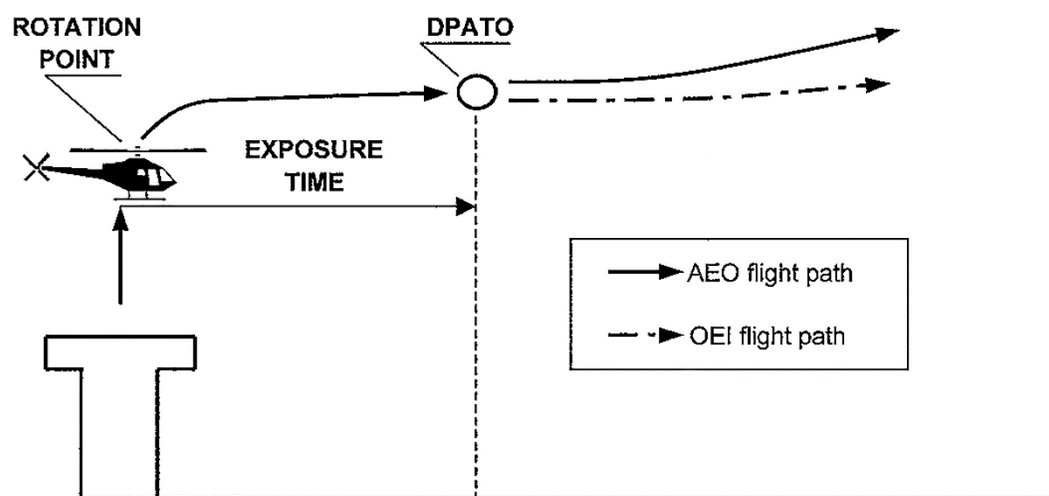 ROTATION
POINT
DPATO
EXPOSURE
TIME
AEO flight path
OEI flight path